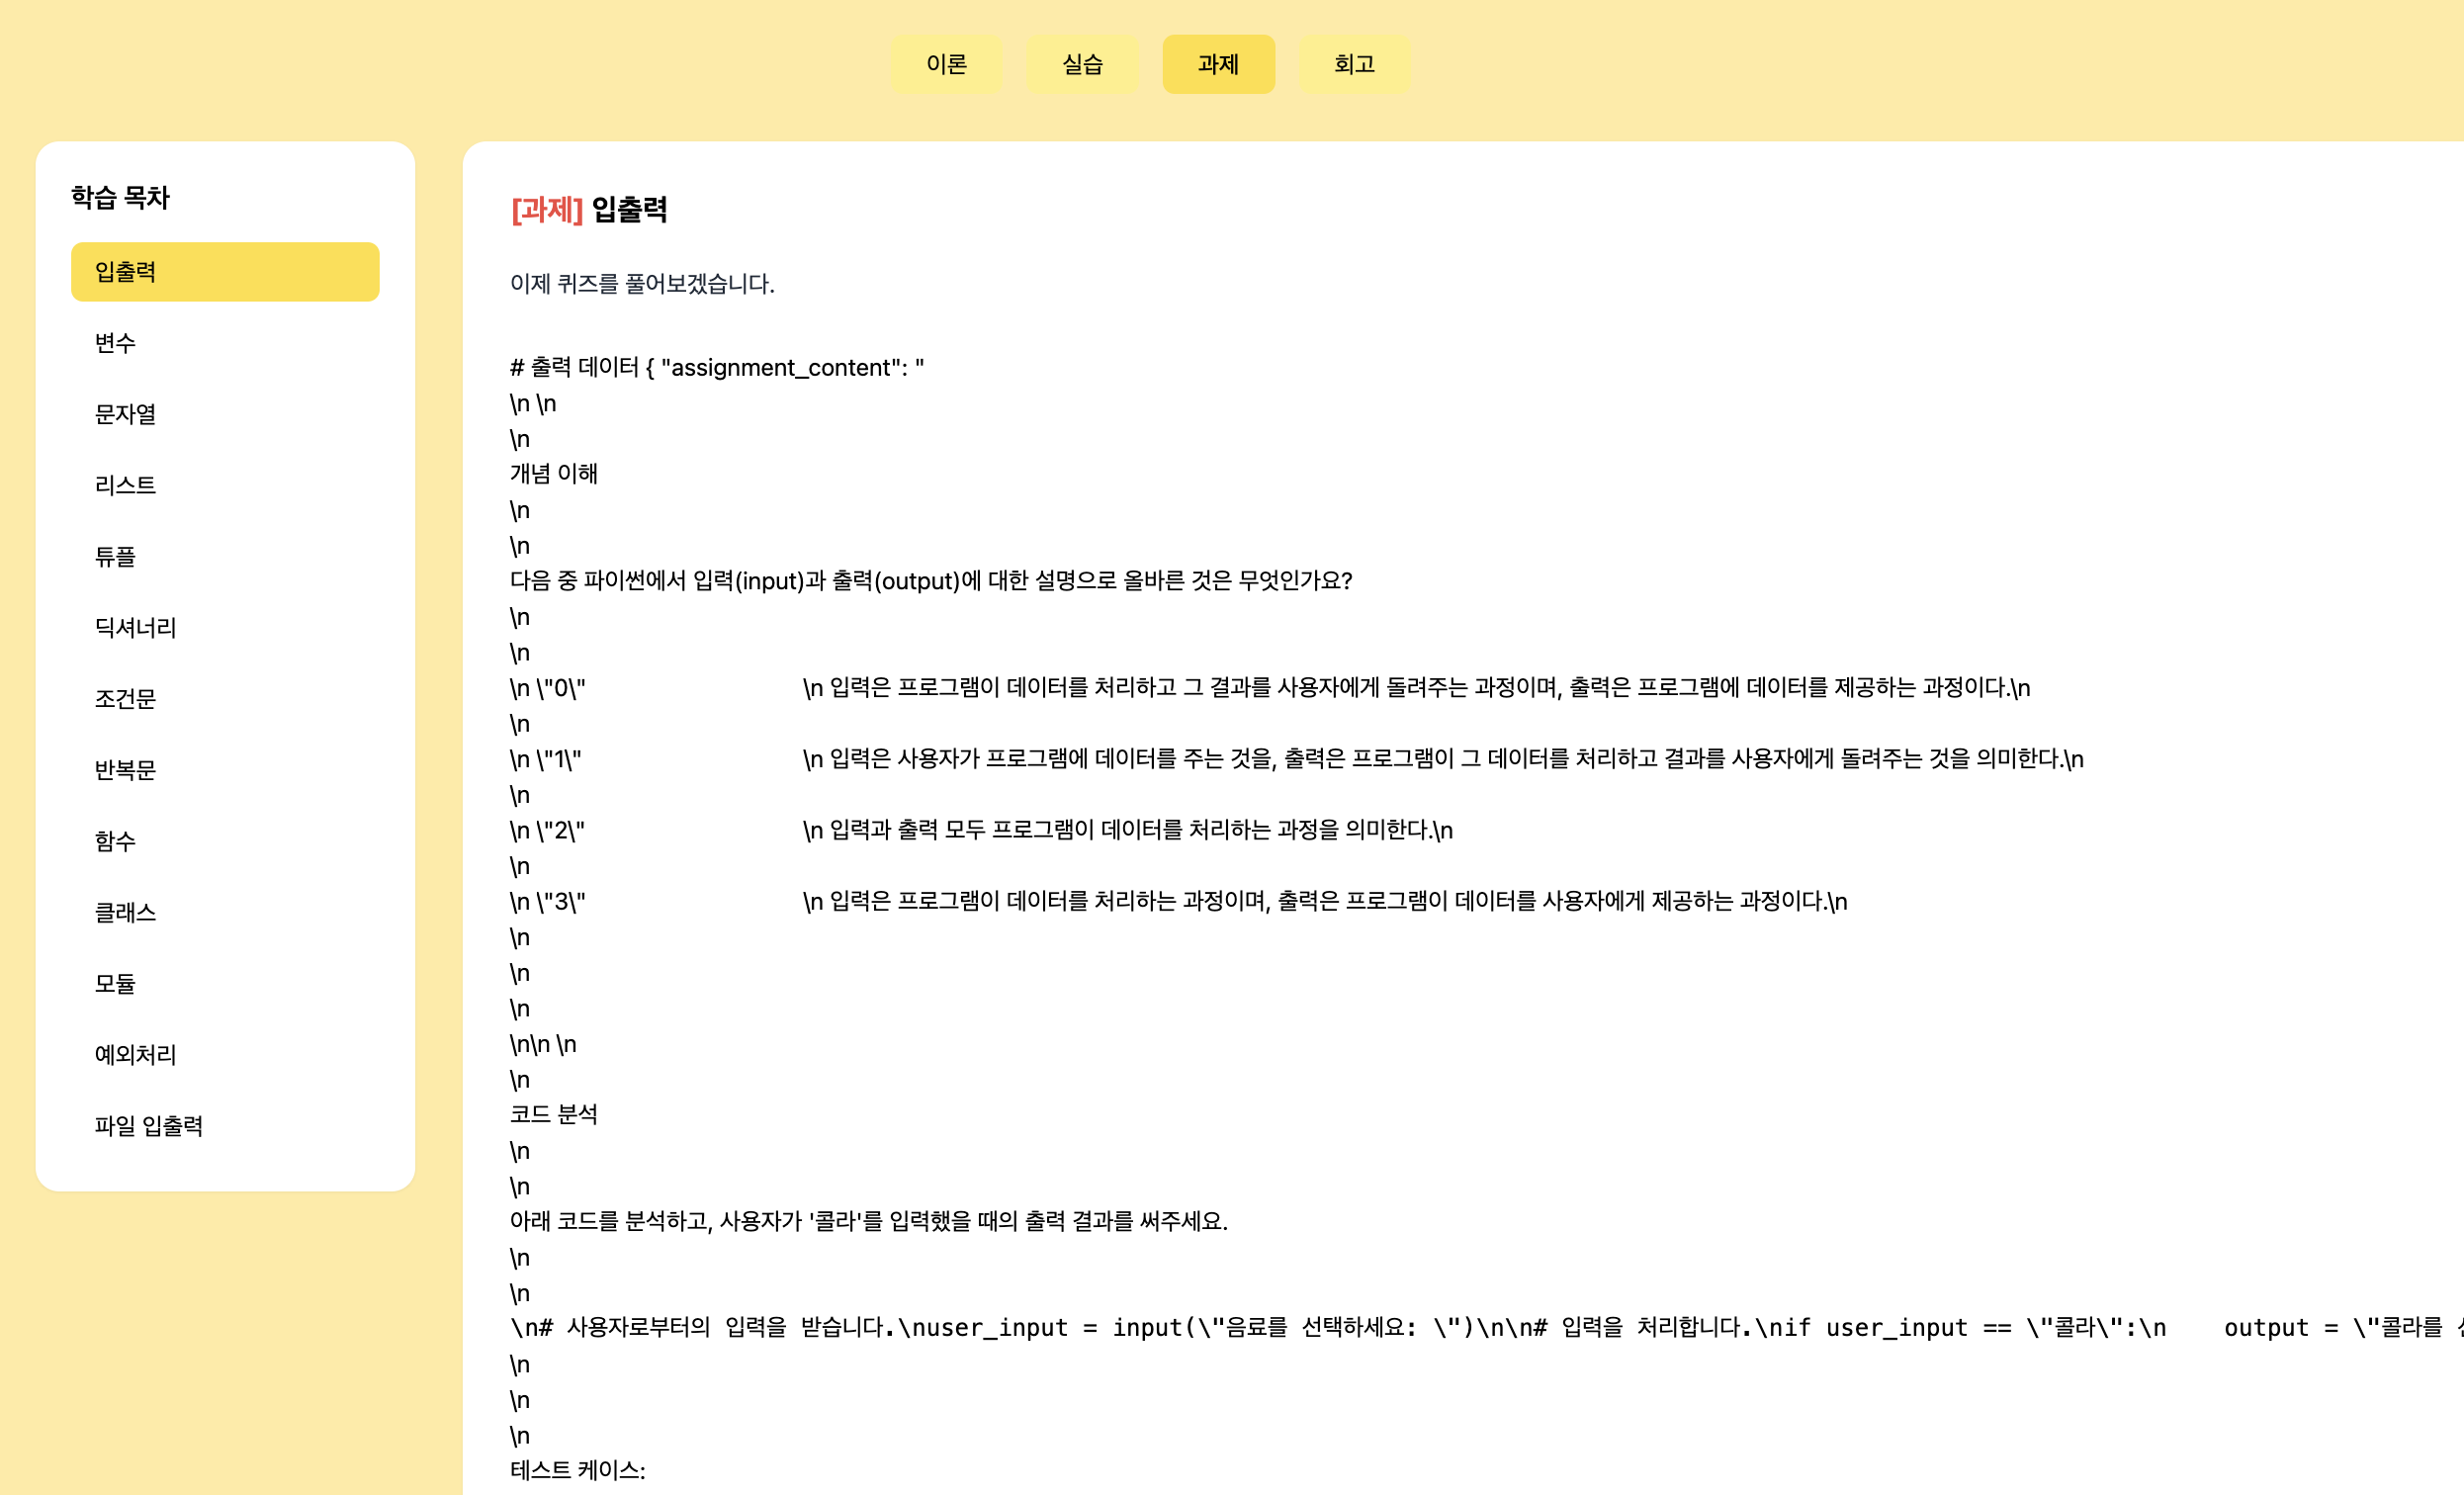 이론 실습 과제 회고
학습 목차
입출력
변수
문자열
리스트
튜플
딕셔너리
조건문
반복문
함수
클래스
모듈
예외처리
파일 입출력
[과제] 입출력
이제 퀴즈를 풀어보겠습니다.
# 출력 데이터 { "assignment_content": "
\n \n
\n
개념 이해
\n
\n
다음 중 파이썬에서 입력(input)과 출력(output)에 대한 설명으로 올바른 것은 무엇인가요?
\n
\n
\n \"0\" \n 입력은 프로그램이 데이터를 처리하고 그 결과를 사용자에게 돌려주는 과정이며, 출력은 프로그램에 데이터를 제공하는 과정이다.\n
\n
\n \"1\" \n 입력은 사용자가 프로그램에 데이터를 주는 것을, 출력은 프로그램이 그 데이터를 처리하고 결과를 사용자에게 돌려주는 것을 의미한다.\n
\n
\n \"2\" \n 입력과 출력 모두 프로그램이 데이터를 처리하는 과정을 의미한다.\n
\n
\n \"3\" \n 입력은 프로그램이 데이터를 처리하는 과정이며, 출력은 프로그램이 데이터를 사용자에게 제공하는 과정이다.\n
\n
\n
\n
\n\n \n
\n
코드 분석
\n
\n
아래 코드를 분석하고, 사용자가 '콜라'를 입력했을 때의 출력 결과를 써주세요.
\n
\n
\n# 사용자로부터의 입력을 받습니다.\nuser_input = input(\"음료를 선택하세요: \")\n\n# 입력을 처리합니다.\nif user_input == \"콜라\":\n    output = \"콜라를
\n
\n
\n
테스트 케이스: